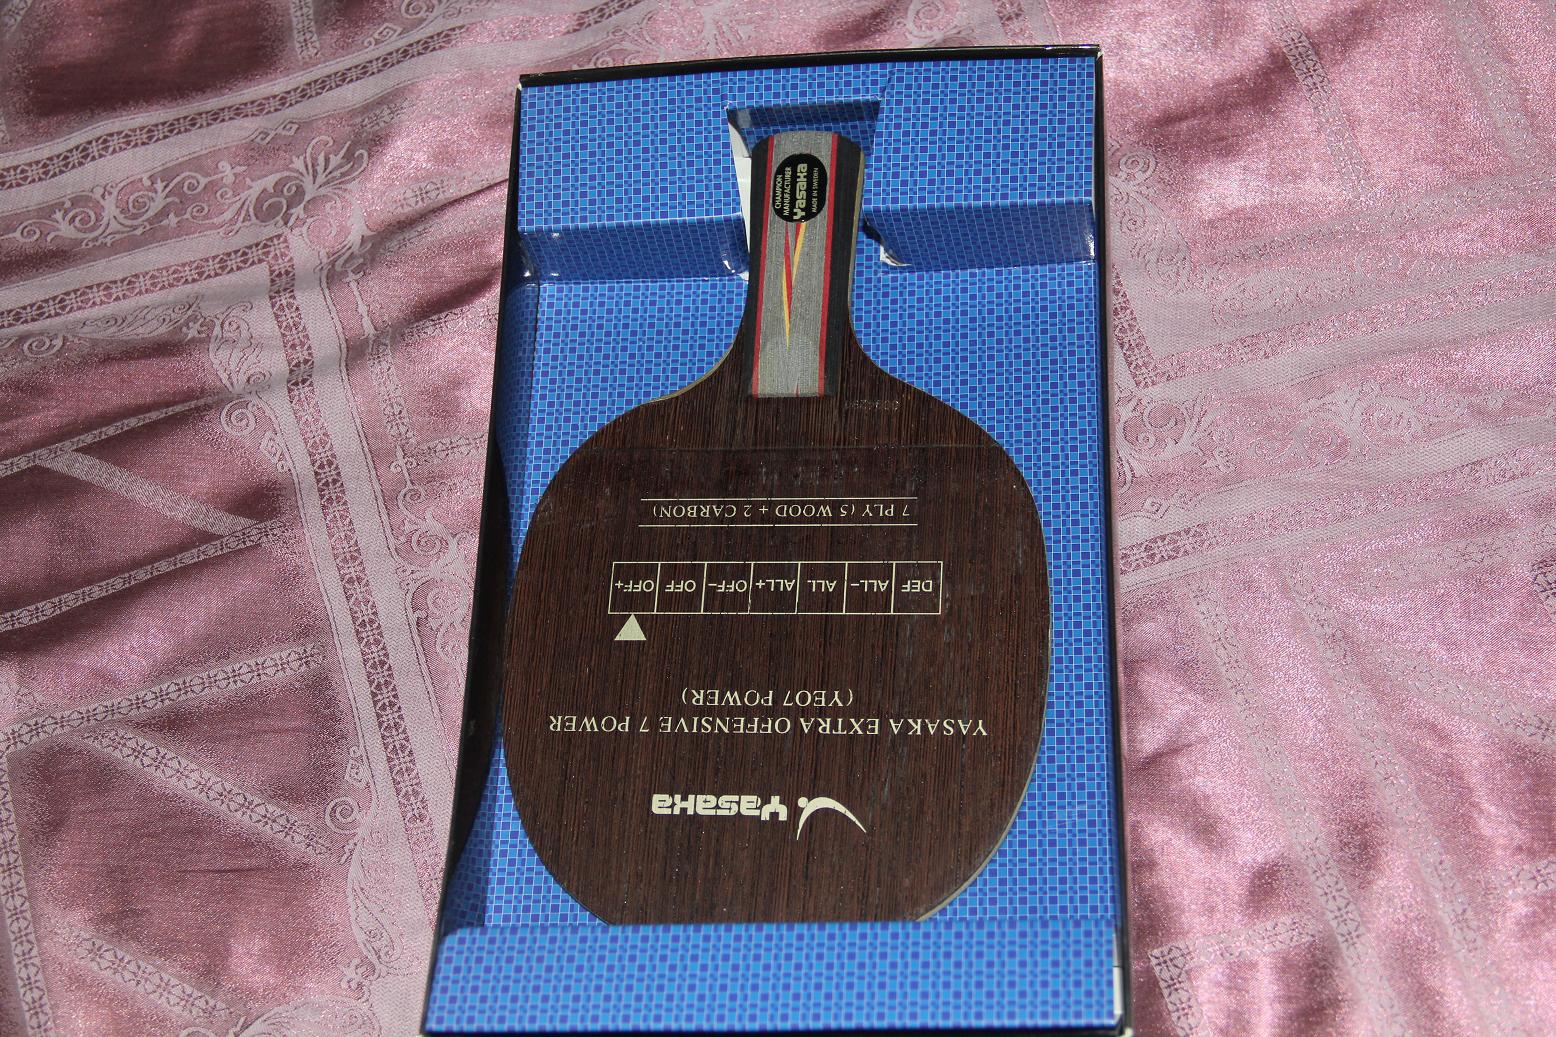 Yasaka
YASAKA EXTRA OFFENSIVE 7 POWER
(YEO7 POWER)
DEF ALL- ALL ALL+ OFF- OFF OFF+
7 PLY (5 WOOD + 2 CARBON)
CHAMPION
MANUFACTURER
Yasaka
MADE IN SWEDEN